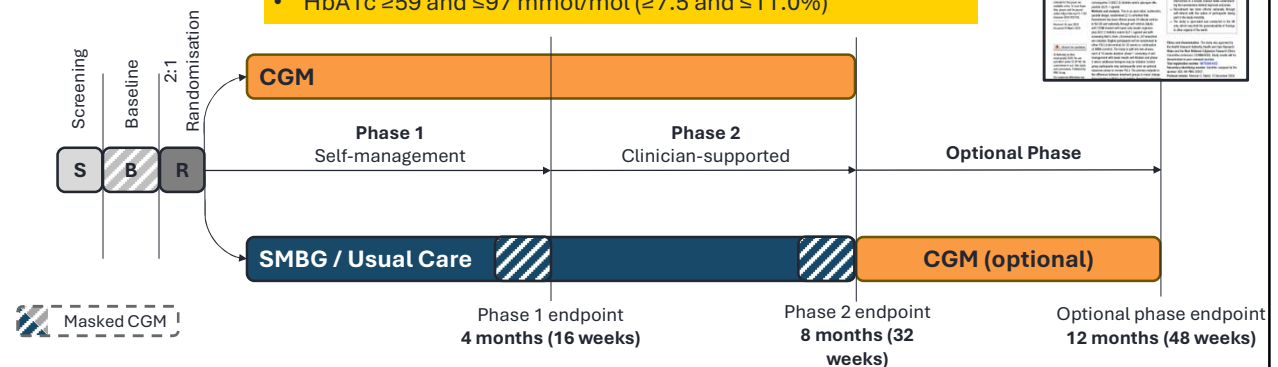 • HbA1c ≥59 and ≤97 mmol/mol (≥7.5 and ≤11.0%)
Screening
Baseline
2:1
Randomisation
CGM
Phase 1
Self-management
Phase 2
Clinician-supported
Optional Phase
S
B
R
SMBG / Usual Care
CGM (optional)
Masked CGM
Phase 1 endpoint
4 months (16 weeks)
Phase 2 endpoint
8 months (32
weeks)
Optional phase endpoint
12 months (48 weeks)